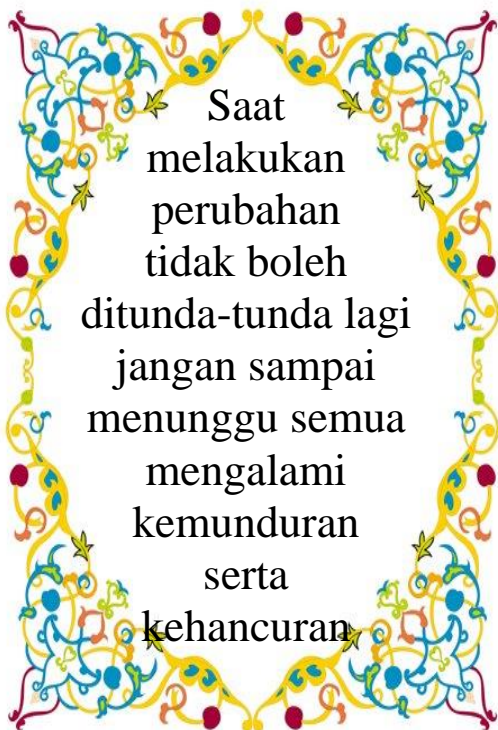 Saat
melakukan
perubahan
tidak boleh
ditunda-tunda lagi
jangan sampai
menunggu semua
mengalami
kemunduran
serta
kehancuran